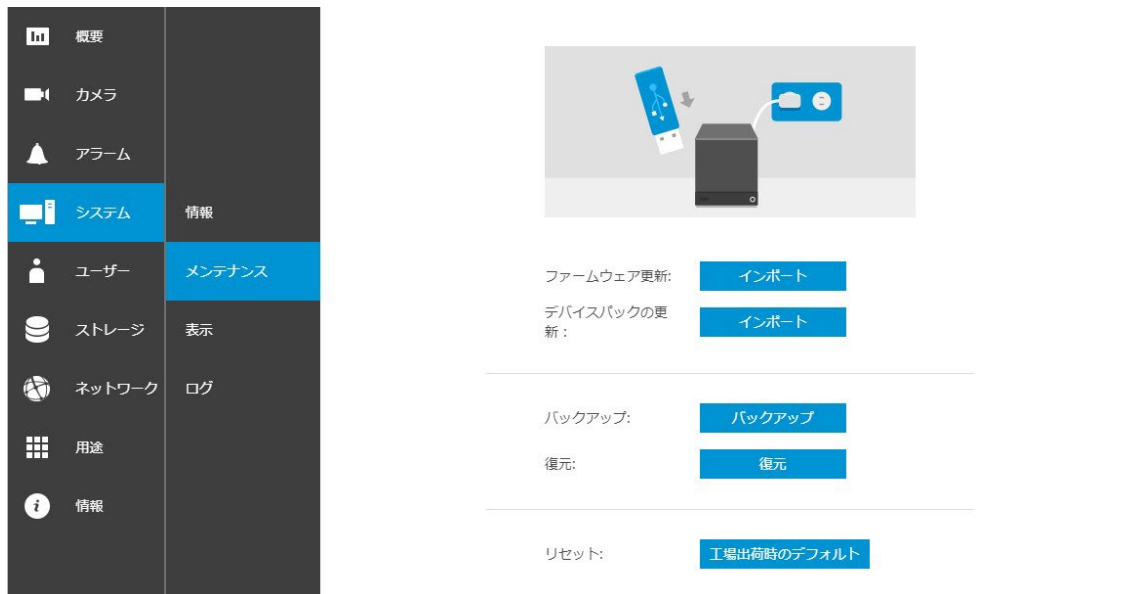 概要
カメラ
アラーム
システム
ユーザー
ストレージ
ネットワーク
用途
情報
情報
メンテナンス
表示
ログ
ファームウェア更新:
インポート
デバイスパックの更
新：
インポート
バックアップ:
バックアップ
復元:
復元
リセット:
工場出荷時のデフォルト